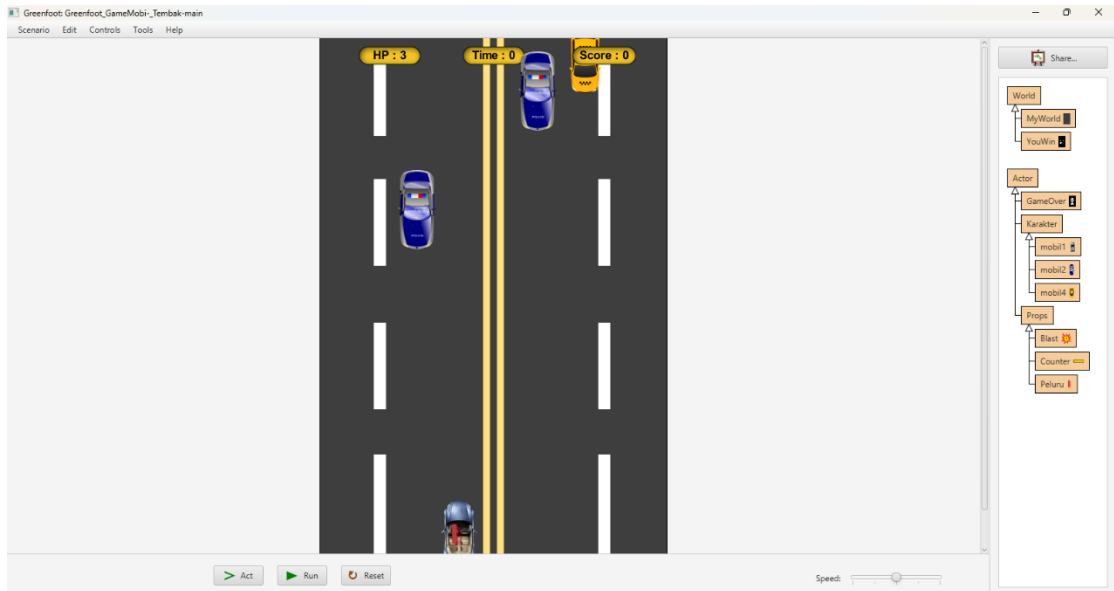 Greenfoot: Greenfoot_GameMobi-_Tembak-main
Scenario Edit Controls Tools Help
HP : 3
Time : 0
Score : 0
Share...
World
MyWorld
YouWin
Actor
GameOver
Karakter
mobil1
mobil2
mobil4
Props
Blast
Counter
Peluru
> Act
Run
Reset
Speed: